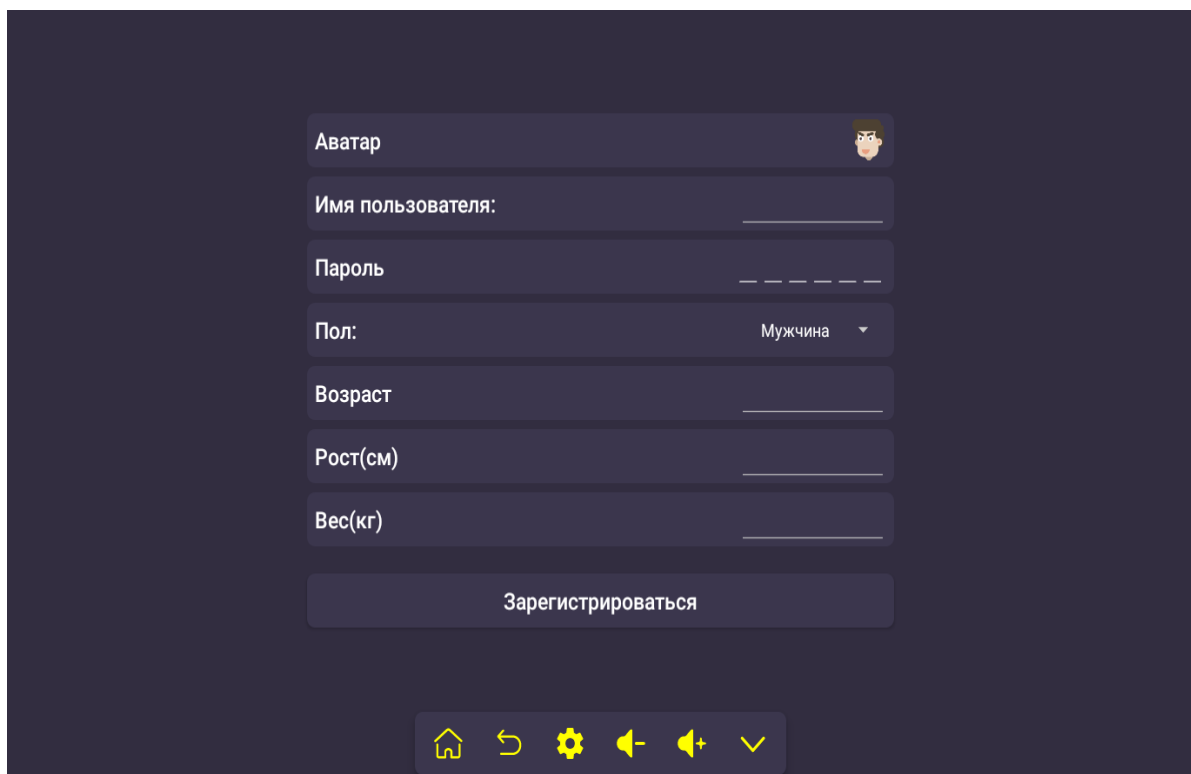 Аватар
Имя пользователя:
Пароль
Пол:
Мужчина
Возраст
Рост(см)
Вес(кг)
Зарегистрироваться